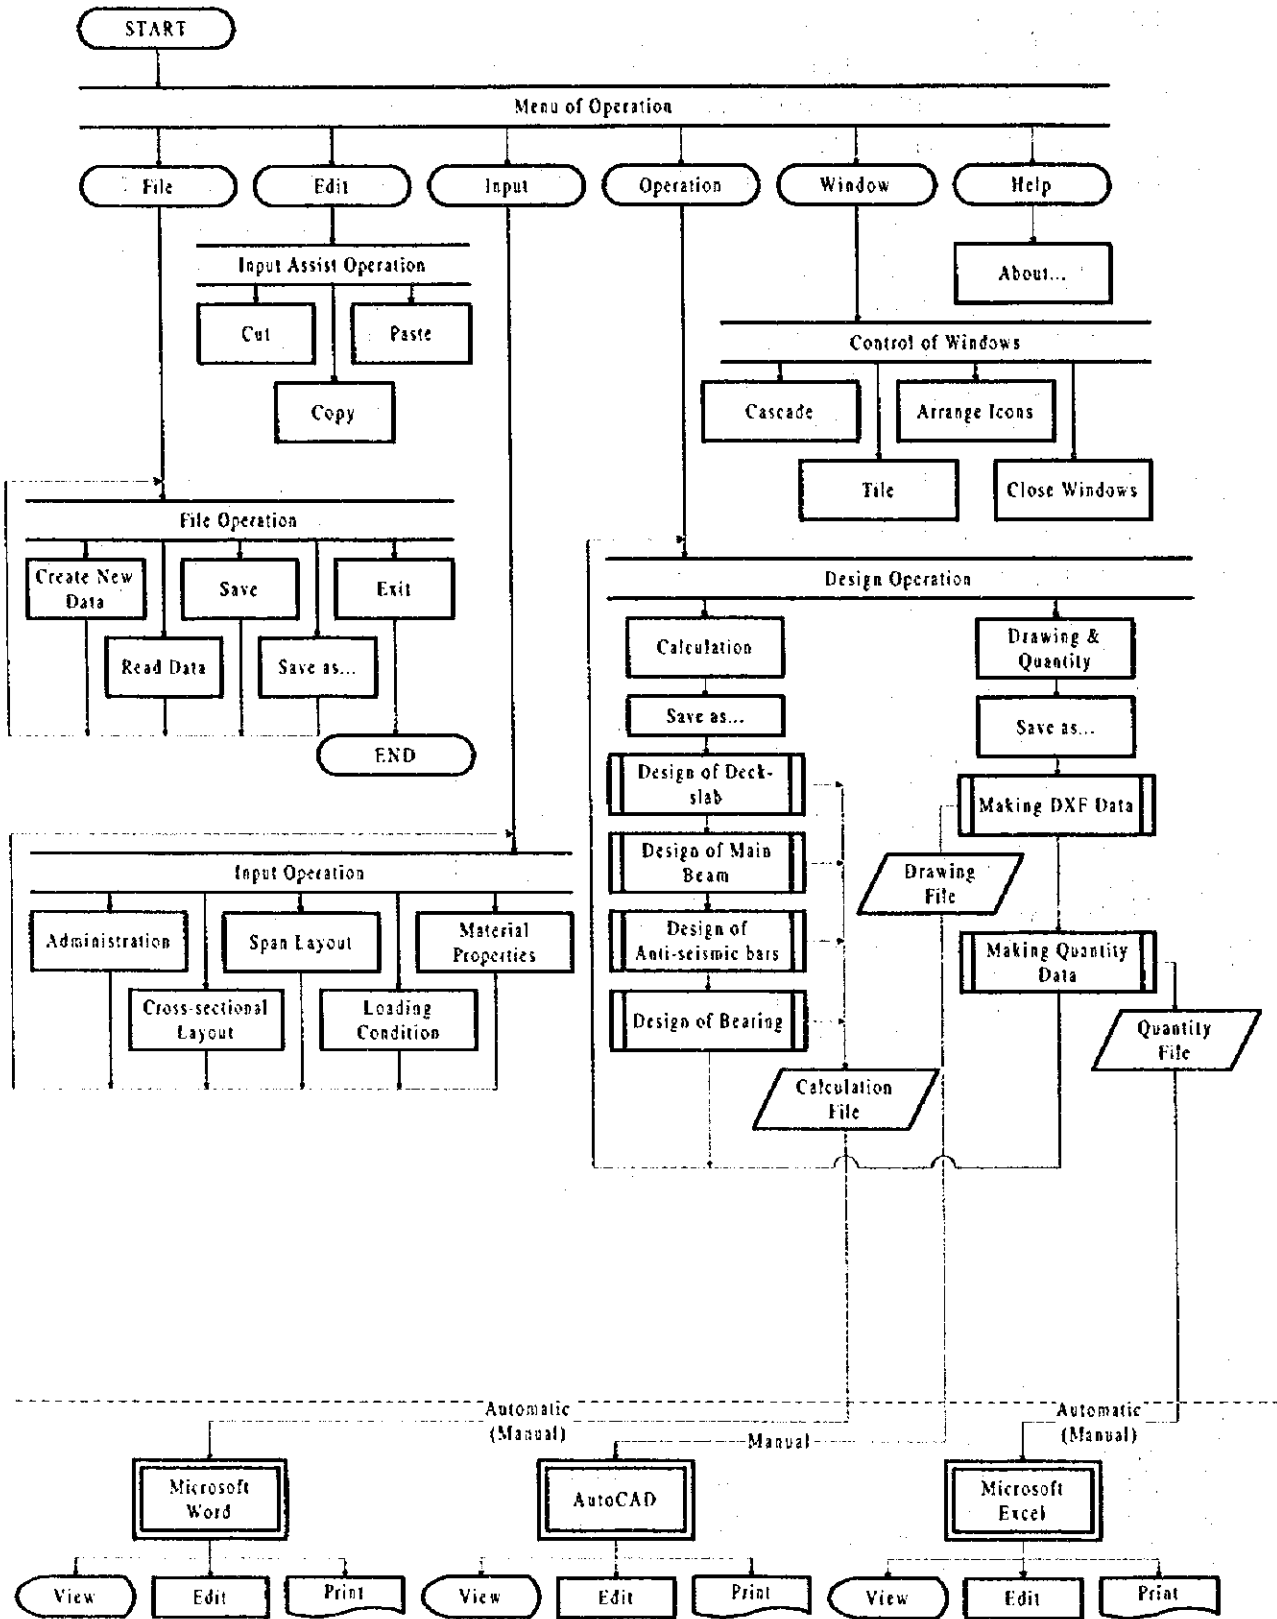 START
Menu of Operation
File
Edit
Input
Operation
Window
Help
Input Assist Operation
About...
Cut
Paste
Copy
Control of Windows
Cascade
Arrange Icons
Tile
Close Windows
File Operation
Create New
Data
Save
Exit
Read Data
Save as...
END
Design Operation
Calculation
Drawing &
Quantity
Save as...
Save as...
Design of Deck-
slab
Making DXF Data
Design of Main
Beam
Drawing
File
Design of
Anti-seismic bars
Making Quantity
Data
Design of Bearing
Quantity
File
Calculation
File
Input Operation
Administration
Span Layout
Material
Properties
Cross-sectional
Layout
Loading
Condition
Automatic
(Manual)
Manual
Automatic
(Manual)
Microsoft
Word
AutoCAD
Microsoft
Excel
View
Edit
Print
View
Edit
Print
View
Edit
Print